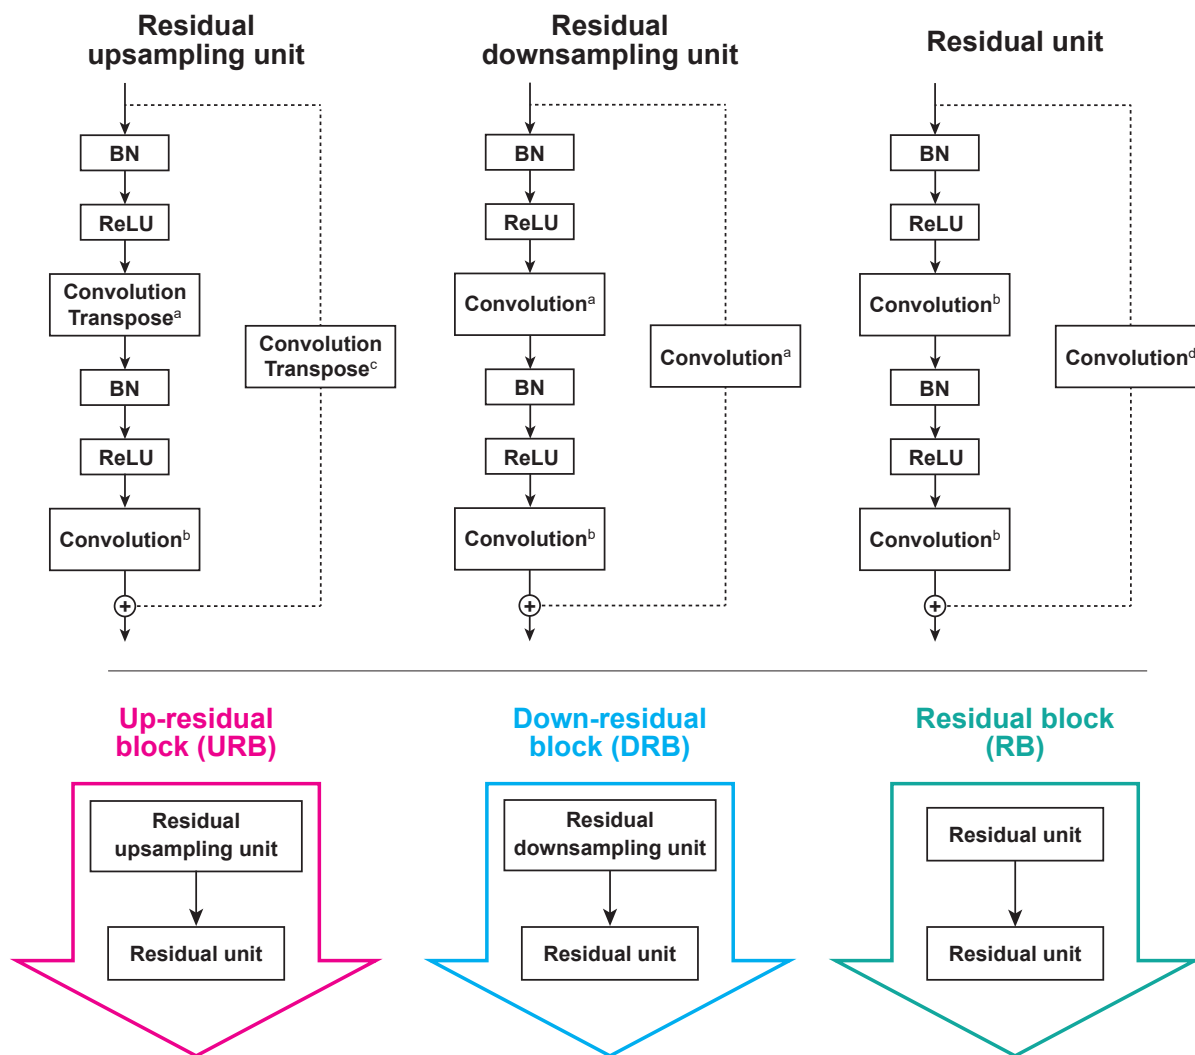 Residual
upsampling unit
BN
ReLU
Convolution
Transposeᵃ
BN
ReLU
Convolutionᵇ
+
Convolution
Transposeᶜ
Residual
downsampling unit
BN
ReLU
Convolutionᵃ
BN
ReLU
Convolutionᵇ
+
Convolutionᵃ
Residual unit
BN
ReLU
Convolutionᵇ
BN
ReLU
Convolutionᵇ
+
Convolutionᵈ
Up-residual
block (URB)
Residual
upsampling unit
Residual unit
Down-residual
block (DRB)
Residual
downsampling unit
Residual unit
Residual block
(RB)
Residual unit
Residual unit